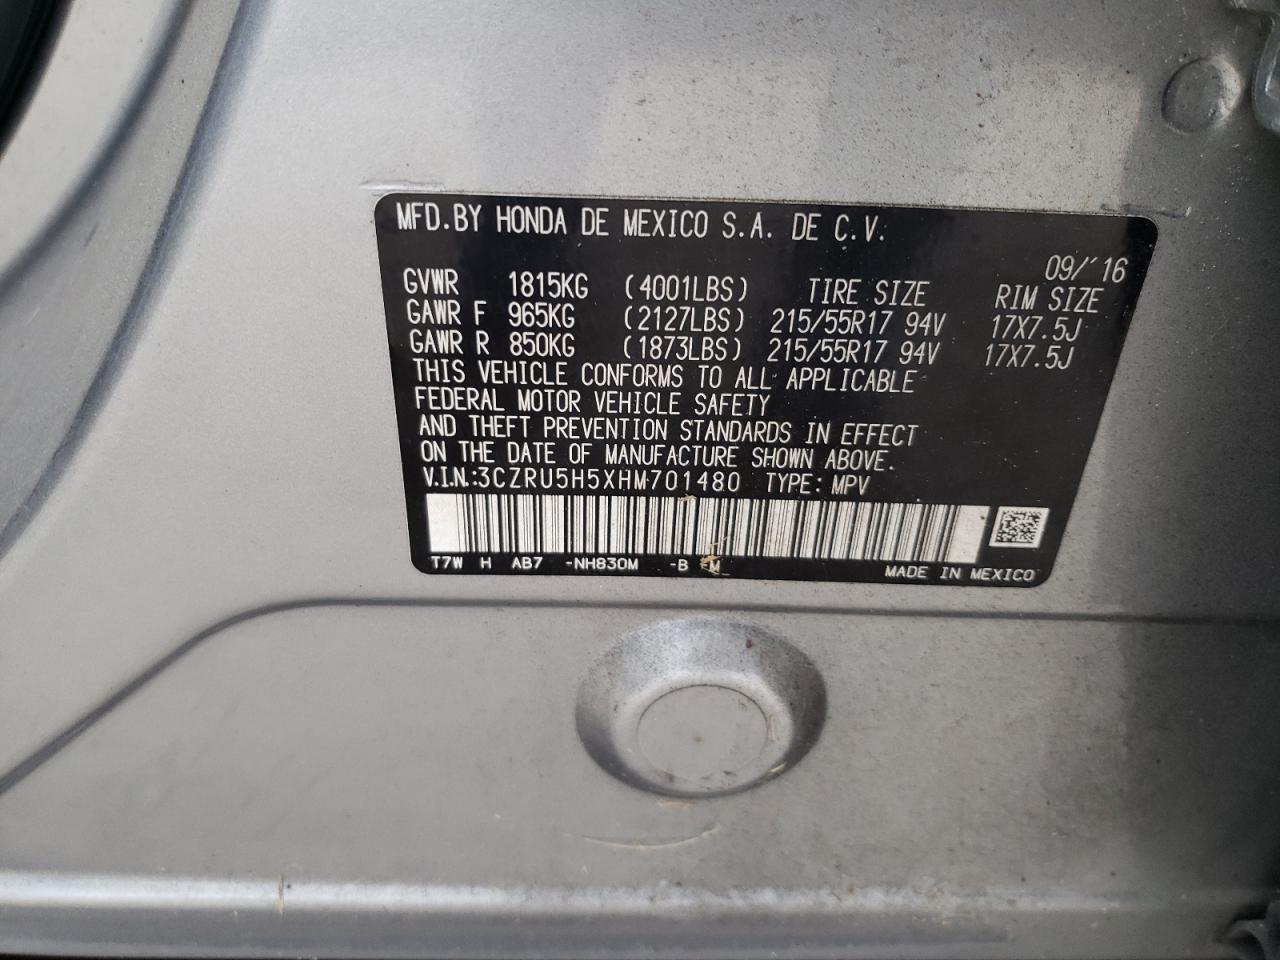 MFD.BY HONDA DE MEXICO S.A. DE C.V.
09/'16
GVWR 1815KG (4001LBS) TIRE SIZE RIM SIZE
GAWR F 965KG (2127LBS) 215/55R17 94V 17X7.5J
GAWR R 850KG (1873LBS) 215/55R17 94V 17X7.5J
THIS VEHICLE CONFORMS TO ALL APPLICABLE
FEDERAL MOTOR VEHICLE SAFETY
AND THEFT PREVENTION STANDARDS IN EFFECT
ON THE DATE OF MANUFACTURE SHOWN ABOVE.
V.I.N.:3CZRU5H5XHM701480 TYPE: MPV
T7W H AB7 -NH830M -B -M_ MADE IN MEXICO